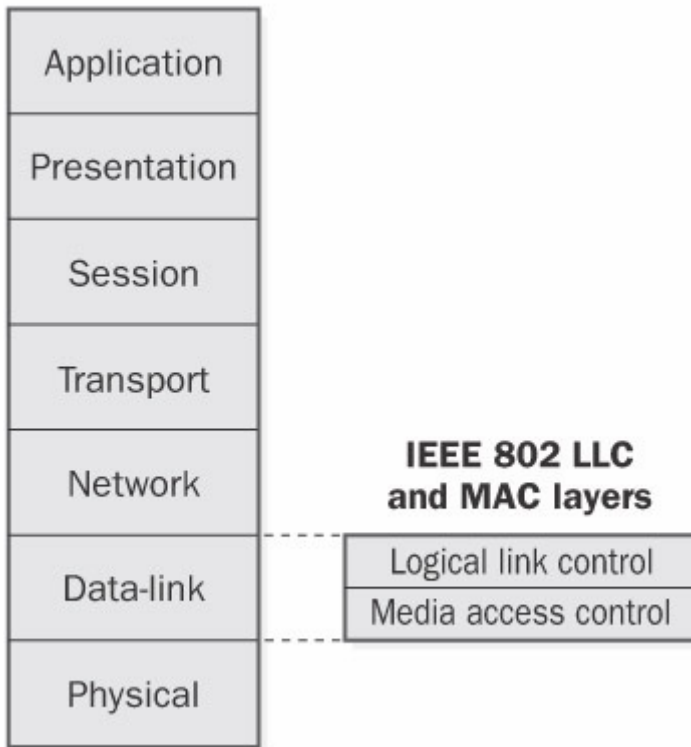 Application
Presentation
Session
Transport
Network
Data-link
Physical
IEEE 802 LLC
and MAC layers
Logical link control
Media access control